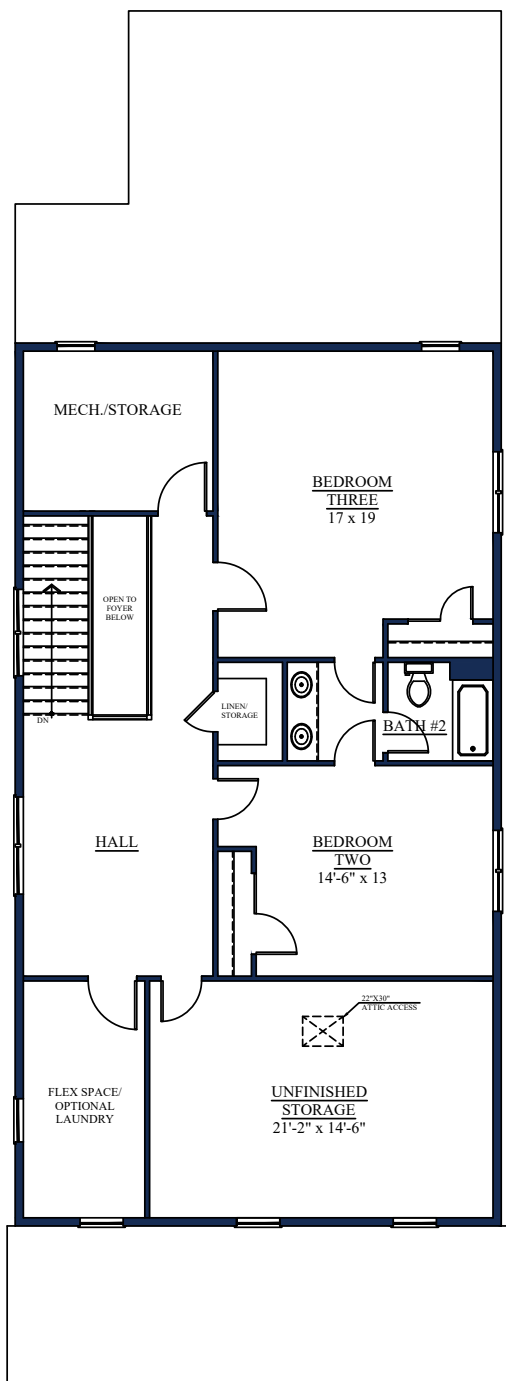 MECH./STORAGE
BEDROOM
THREE
17 x 19
OPEN TO
FOYER
BELOW
LINEN/
STORAGE
DN
BATH #2
HALL
BEDROOM
TWO
14'-6" x 13
22"X30"
ATTIC ACCESS
FLEX SPACE/
OPTIONAL
LAUNDRY
UNFINISHED
STORAGE
21'-2" x 14'-6"